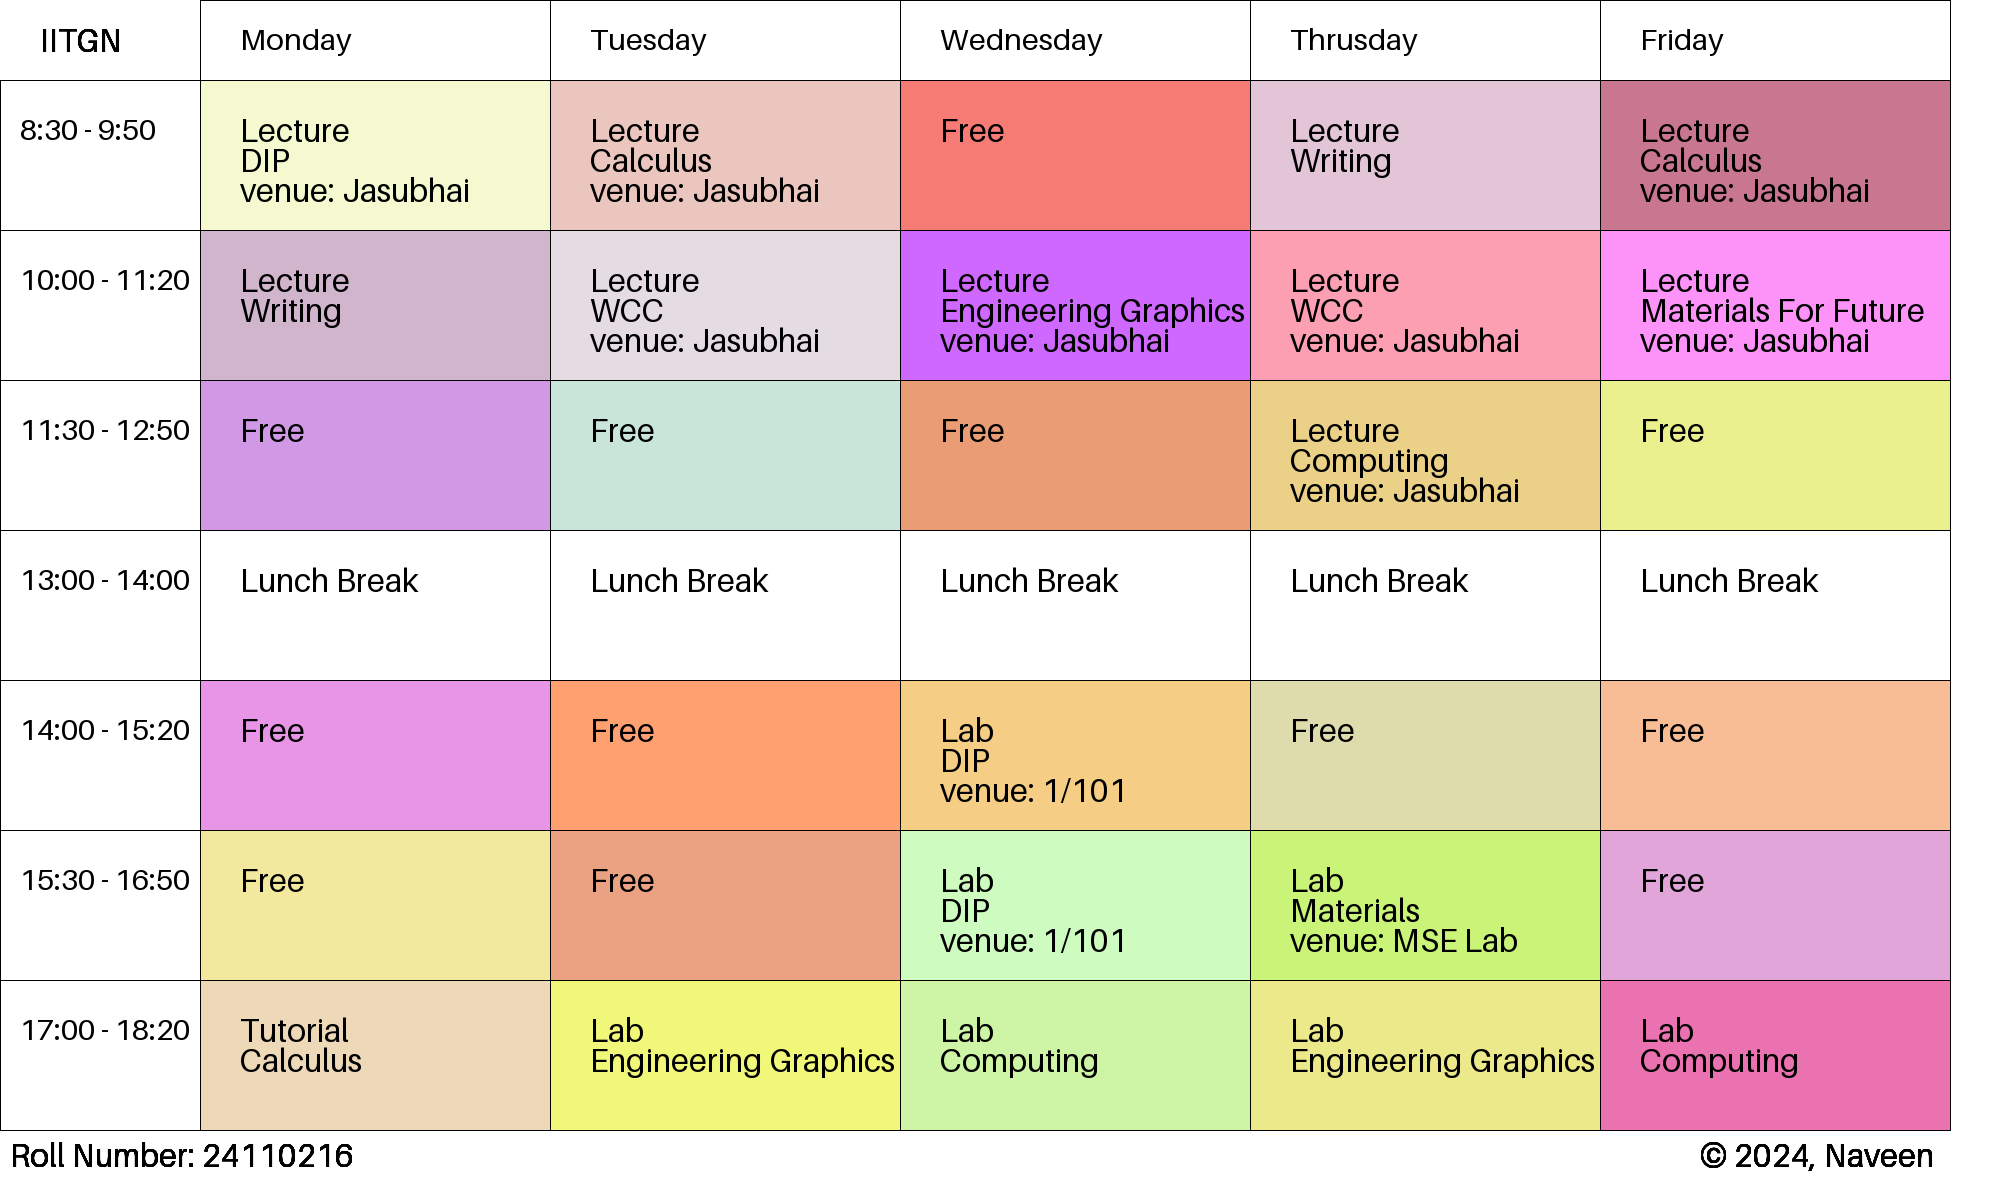 IITGN
Monday
Tuesday
Wednesday
Thrusday
Friday
8:30 - 9:50
Lecture
DIP
venue: Jasubhai
Lecture
Calculus
venue: Jasubhai
Free
Lecture
Writing
Lecture
Calculus
venue: Jasubhai
10:00 - 11:20
Lecture
Writing
Lecture
WCC
venue: Jasubhai
Lecture
Engineering Graphics
venue: Jasubhai
Lecture
WCC
venue: Jasubhai
Lecture
Materials For Future
venue: Jasubhai
11:30 - 12:50
Free
Free
Free
Lecture
Computing
venue: Jasubhai
Free
13:00 - 14:00
Lunch Break
Lunch Break
Lunch Break
Lunch Break
Lunch Break
14:00 - 15:20
Free
Free
Lab
DIP
venue: 1/101
Free
Free
15:30 - 16:50
Free
Free
Lab
DIP
venue: 1/101
Lab
Materials
venue: MSE Lab
Free
17:00 - 18:20
Tutorial
Calculus
Lab
Engineering Graphics
Lab
Computing
Lab
Engineering Graphics
Lab
Computing
Roll Number: 24110216
© 2024, Naveen